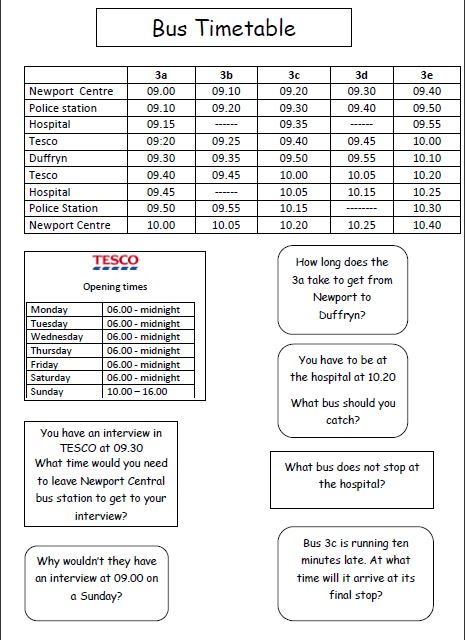 Bus Timetable
3a 3b 3c 3d 3e
Newport Centre 09.00 09.10 09.20 09.30 09.40
Police station 09.10 09.20 09.30 09.40 09.50
Hospital 09.15 ------ 09.35 ------ 09.55
Tesco 09:20 09.25 09.40 09.45 10.00
Duffryn 09.30 09.35 09.50 09.55 10.10
Tesco 09.40 09.45 10.00 10.05 10.20
Hospital 09.45 ------ 10.05 10.15 10.25
Police Station 09.50 09.55 10.15 -------- 10.30
Newport Centre 10.00 10.05 10.20 10.25 10.40
TESCO
Opening times
Monday 06.00 - midnight
Tuesday 06.00 - midnight
Wednesday 06.00 - midnight
Thursday 06.00 - midnight
Friday 06.00 - midnight
Saturday 06.00 - midnight
Sunday 10.00 – 16.00
How long does the
3a take to get from
Newport to
Duffryn?
You have to be at
the hospital at 10.20
What bus should you
catch?
You have an interview in
TESCO at 09.30
What time would you need
to leave Newport Central
bus station to get to your
interview?
What bus does not stop at
the hospital?
Why wouldn't they have
an interview at 09.00 on
a Sunday?
Bus 3c is running ten
minutes late. At what
time will it arrive at its
final stop?